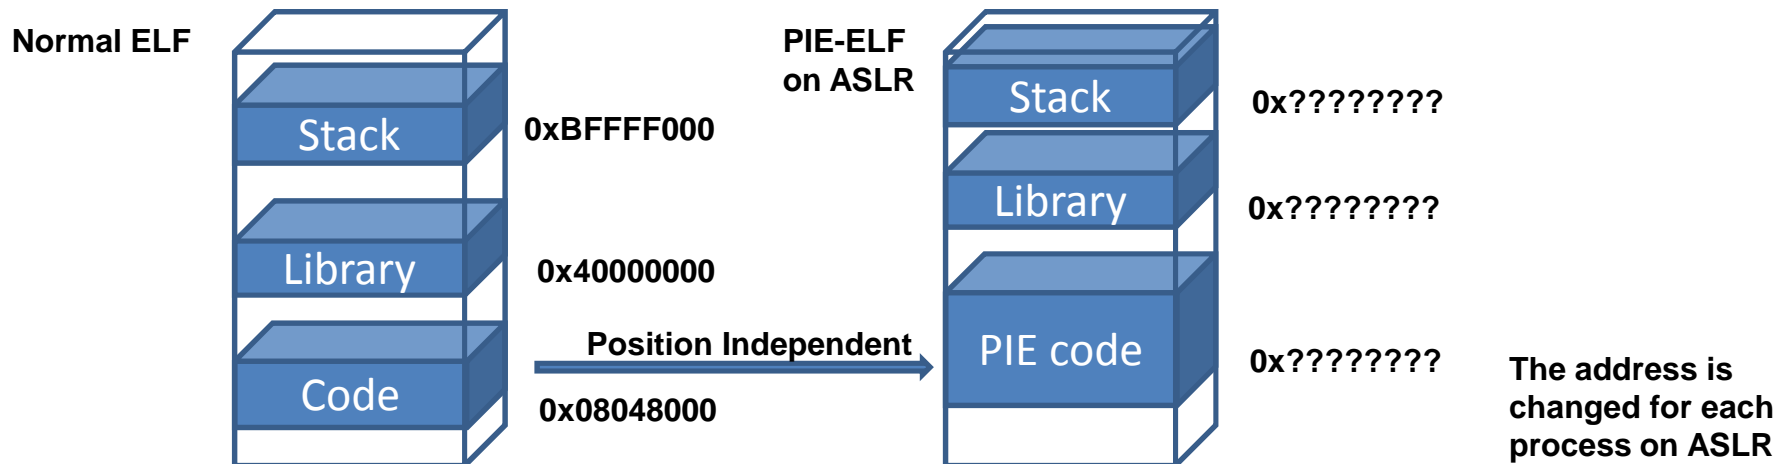 Normal ELF
Stack
0xBFFFF000
Library
0x40000000
Code
0x08048000
Position Independent
PIE-ELF
on ASLR
Stack
0x????????
Library
0x????????
PIE code
0x????????
The address is
changed for each
process on ASLR